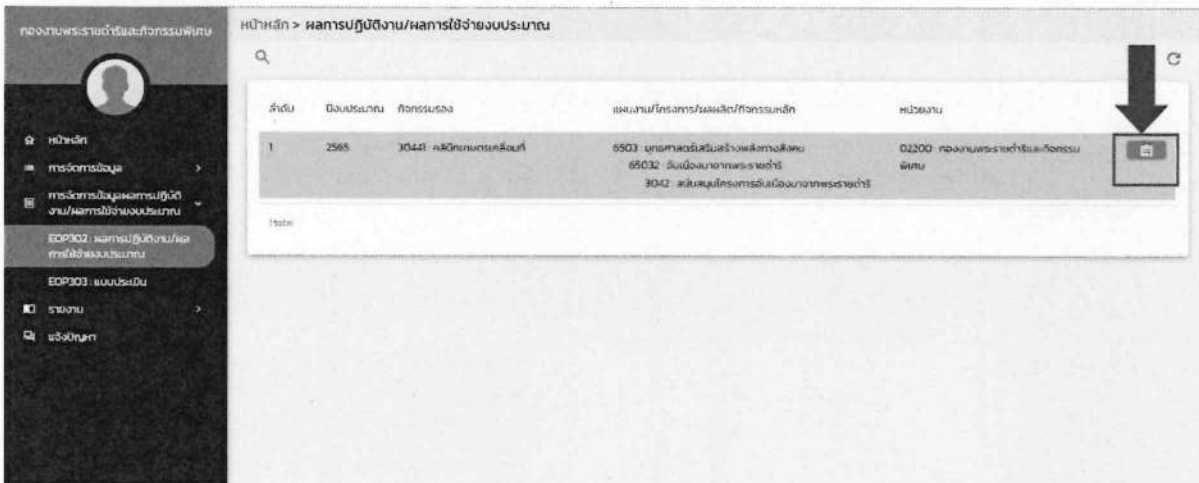 กองงานพระราชดำริและกิจกรรมพิเศษ
หน้าหลัก
การจัดการข้อมูล
การจัดการข้อมูลผลการปฏิบัติ
งาน/ผลการใช้จ่ายงบประมาณ
EOP302 : ผลการปฏิบัติงาน/ผล
การใช้จ่ายงบประมาณ
EOP303 : แบบประเมิน
รายงาน
แจ้งปัญหา
หน้าหลัก > ผลการปฏิบัติงาน/ผลการใช้จ่ายงบประมาณ
ลำดับ ปีงบประมาณ กิจกรรมรอง แผนงาน/โครงการ/ผลผลิต/กิจกรรมหลัก หน่วยงาน
1 2565 30441 : คลินิกเกษตรเคลื่อนที่ 6503 : ยุทธศาสตร์เสริมสร้างพลังทางสังคม 02200 : กองงานพระราชดำริและกิจกรรม
65032 : อันเนื่องมาจากพระราชดำริ พิเศษ
3042 : สนับสนุนโครงการอันเนื่องมาจากพระราชดำริ
1 total